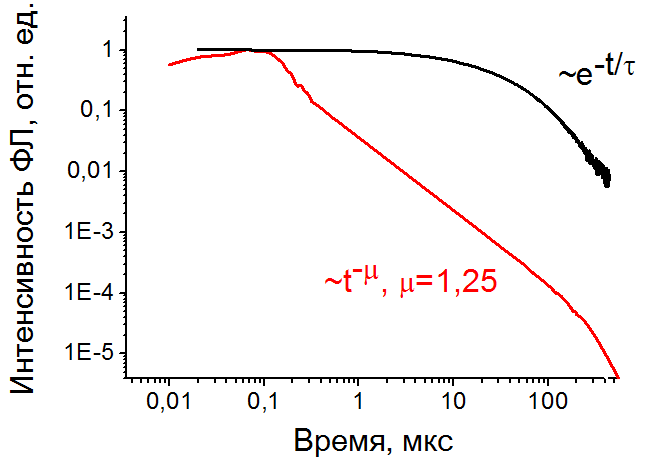 Интенсивность ФЛ, отн. ед.
1
0,1
0,01
1E-3
1E-4
1E-5
~e-t/τ
~t-μ, μ=1,25
0,01 0,1 1 10 100
Время, мкс